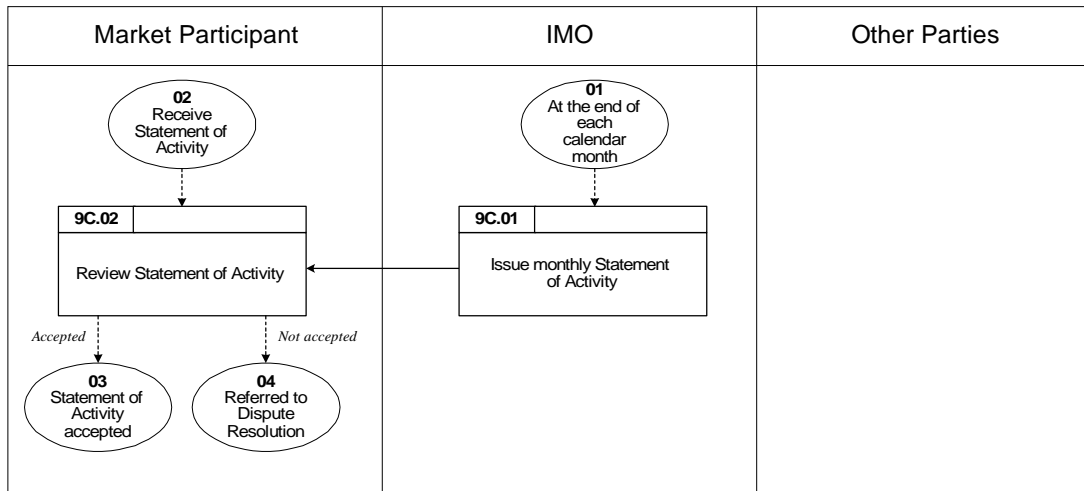 Market Participant
IMO
Other Parties
02
Receive
Statement of
Activity
01
At the end of
each
calendar
month
9C.02
Review Statement of Activity
9C.01
Issue monthly Statement
of Activity
Accepted
Not accepted
03
Statement of
Activity
accepted
04
Referred to
Dispute
Resolution